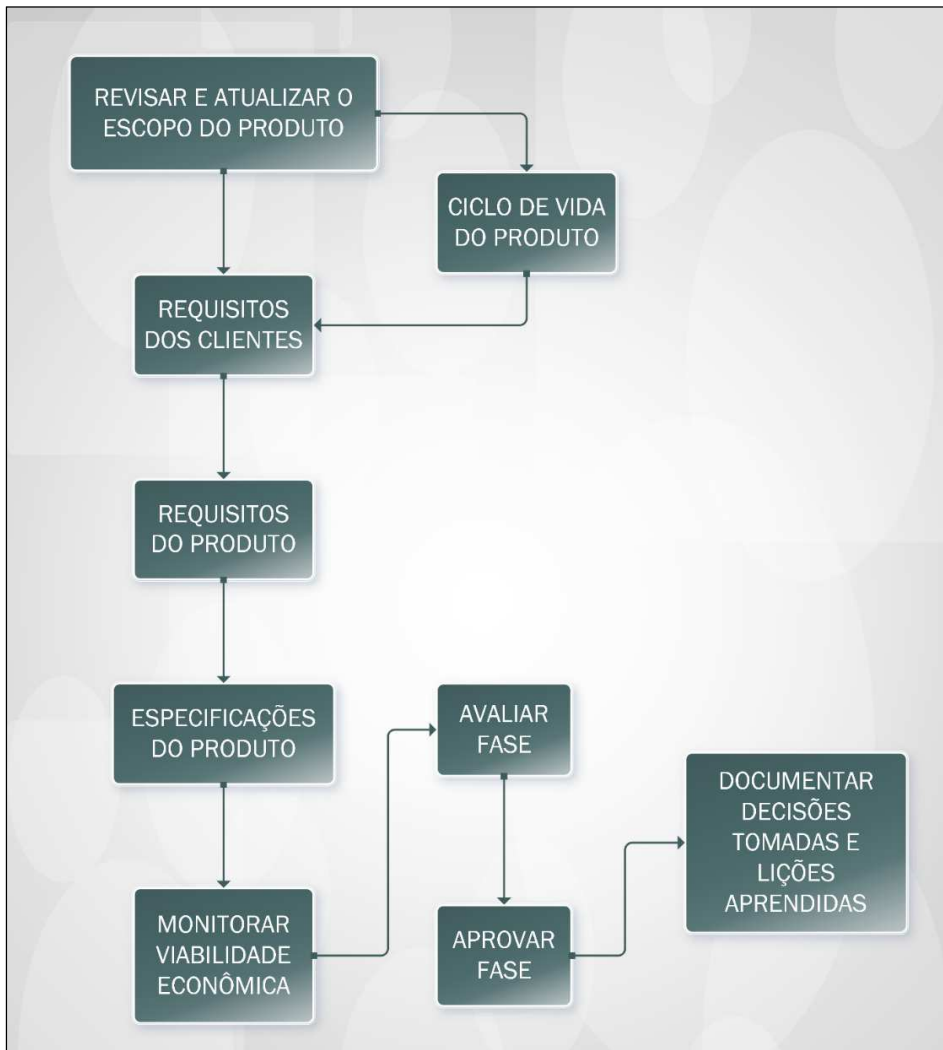 REVISAR E ATUALIZAR O
ESCOPO DO PRODUTO
CICLO DE VIDA
DO PRODUTO
REQUISITOS
DOS CLIENTES
REQUISITOS
DO PRODUTO
ESPECIFICAÇÕES
DO PRODUTO
MONITORAR
VIABILIDADE
ECONÔMICA
AVALIAR
FASE
APROVAR
FASE
DOCUMENTAR
DECISÕES
TOMADAS E
LIÇÕES
APRENDIDAS